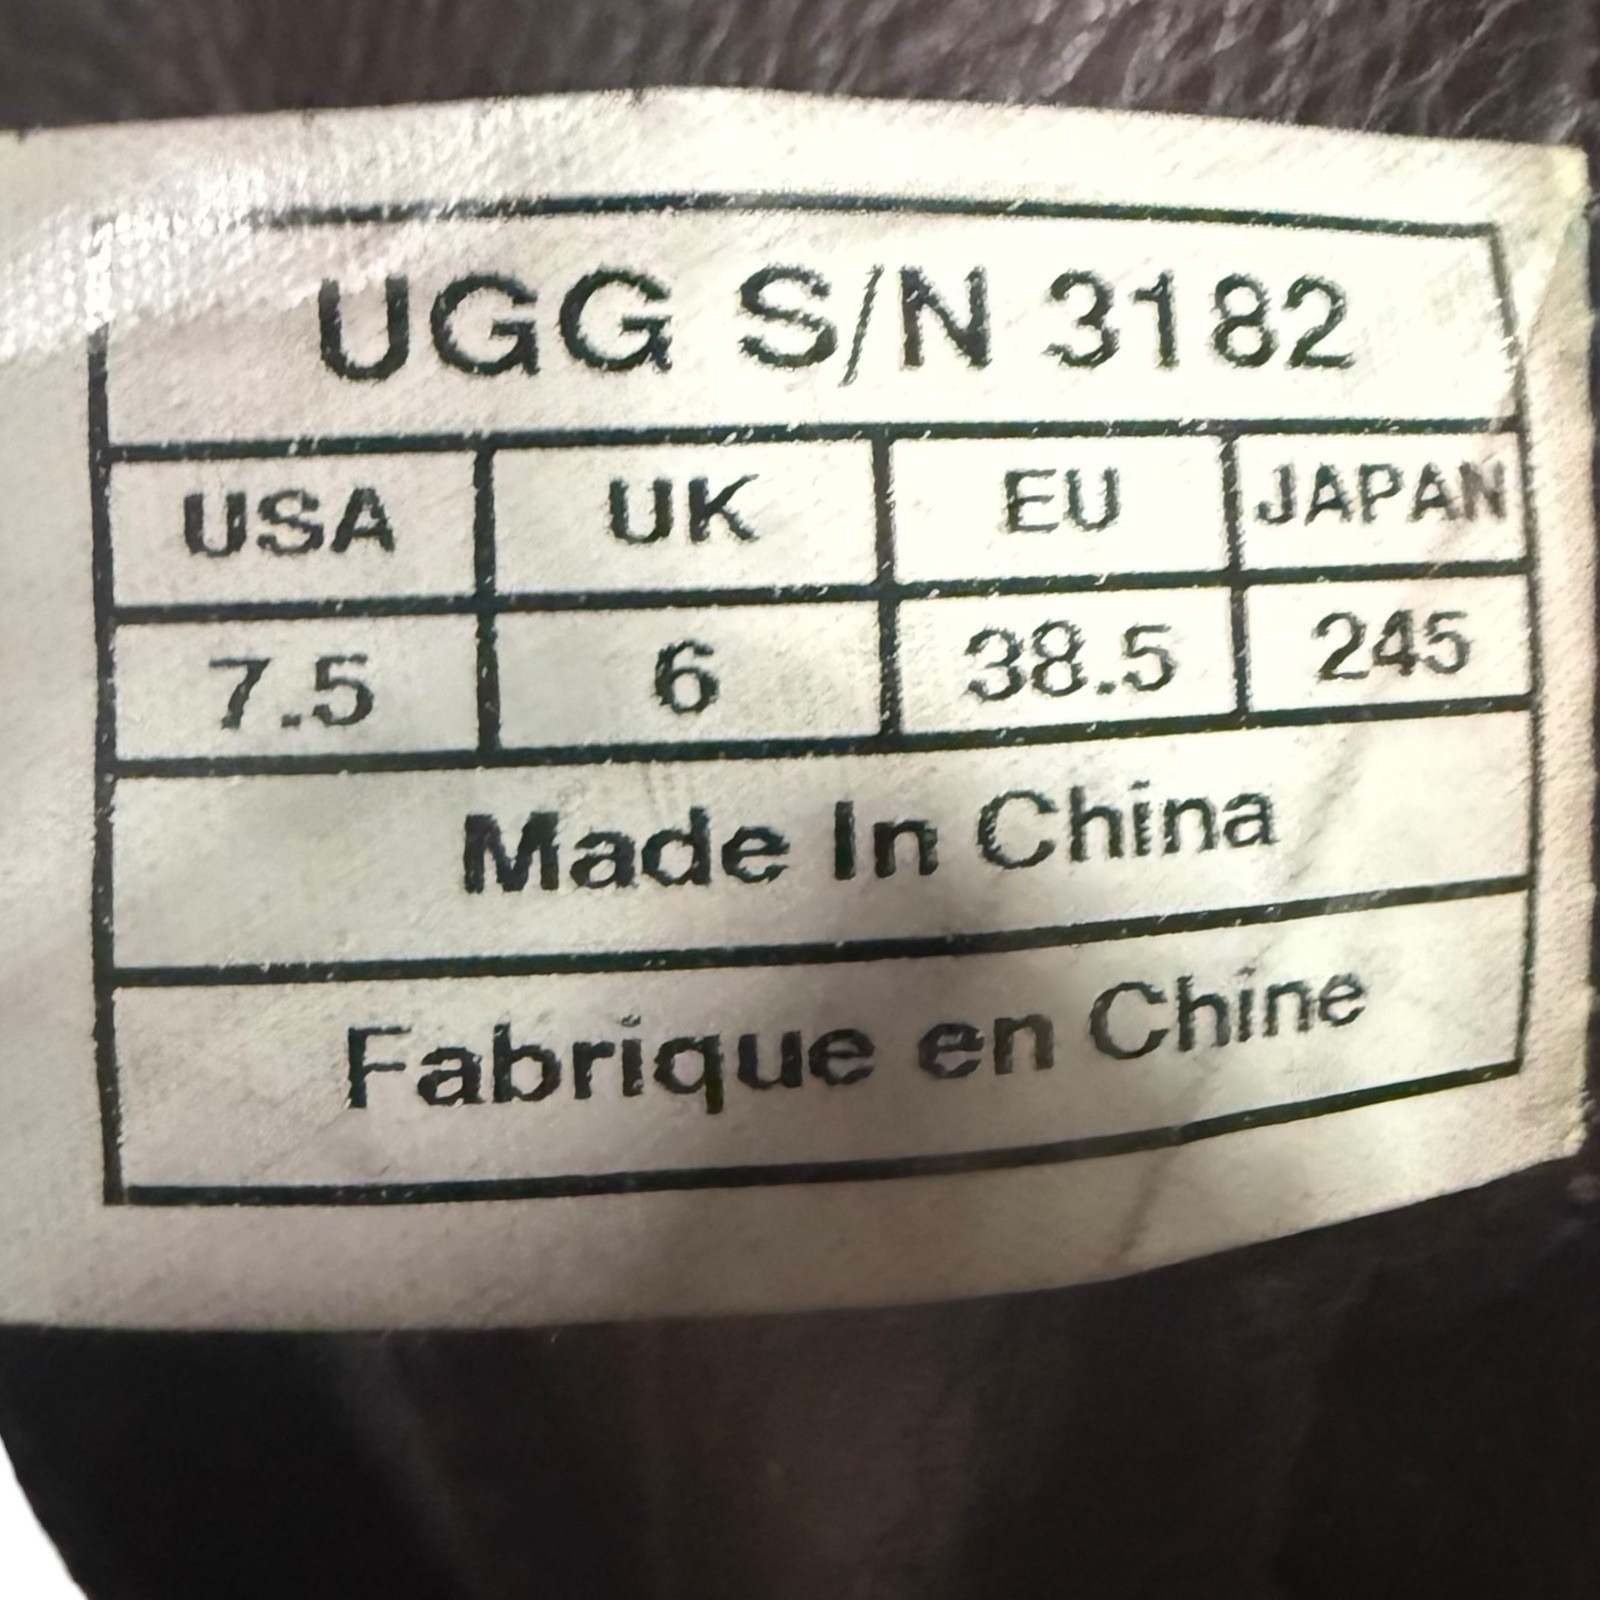 UGG S/N 3182
USA UK EU JAPAN
7.5 6 38.5 245
Made In China
Fabrique en Chine